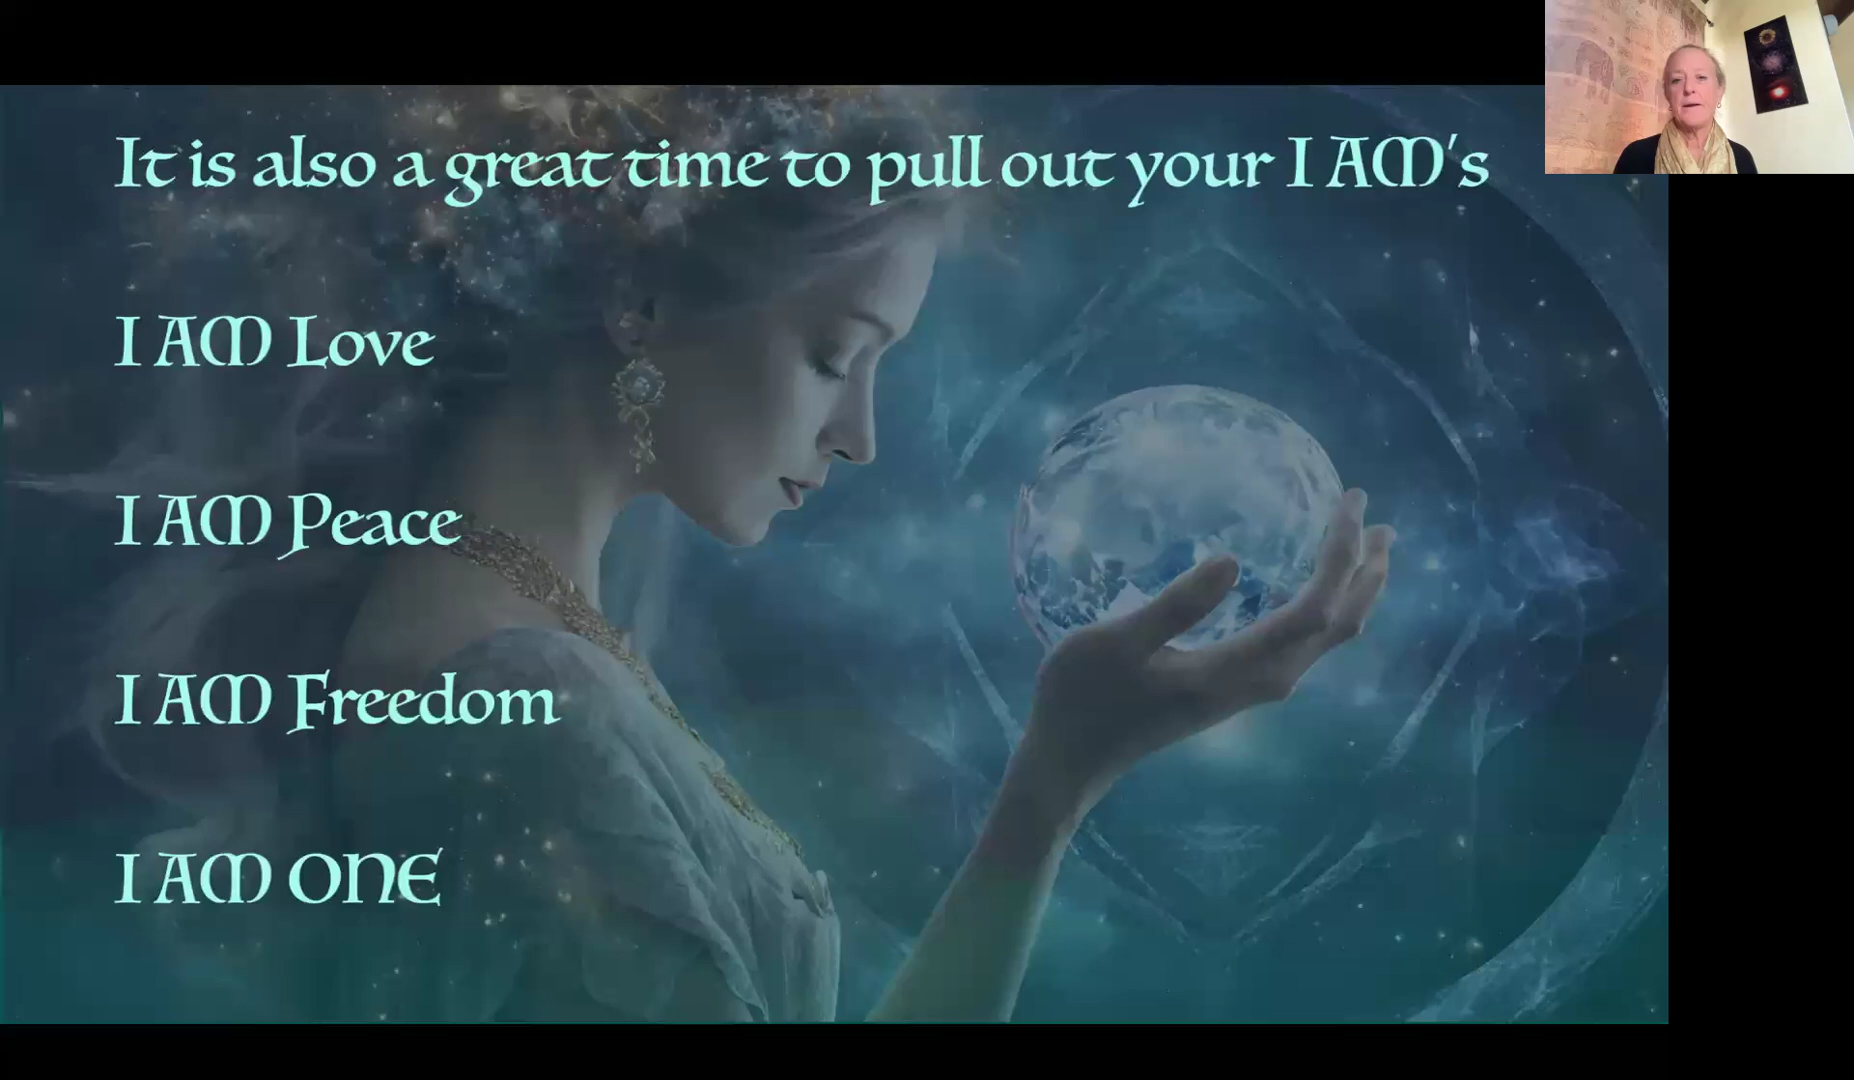 It is also a great time to pull out your I AM's
I AM Love
I AM Peace
I AM Freedom
I AM ONE